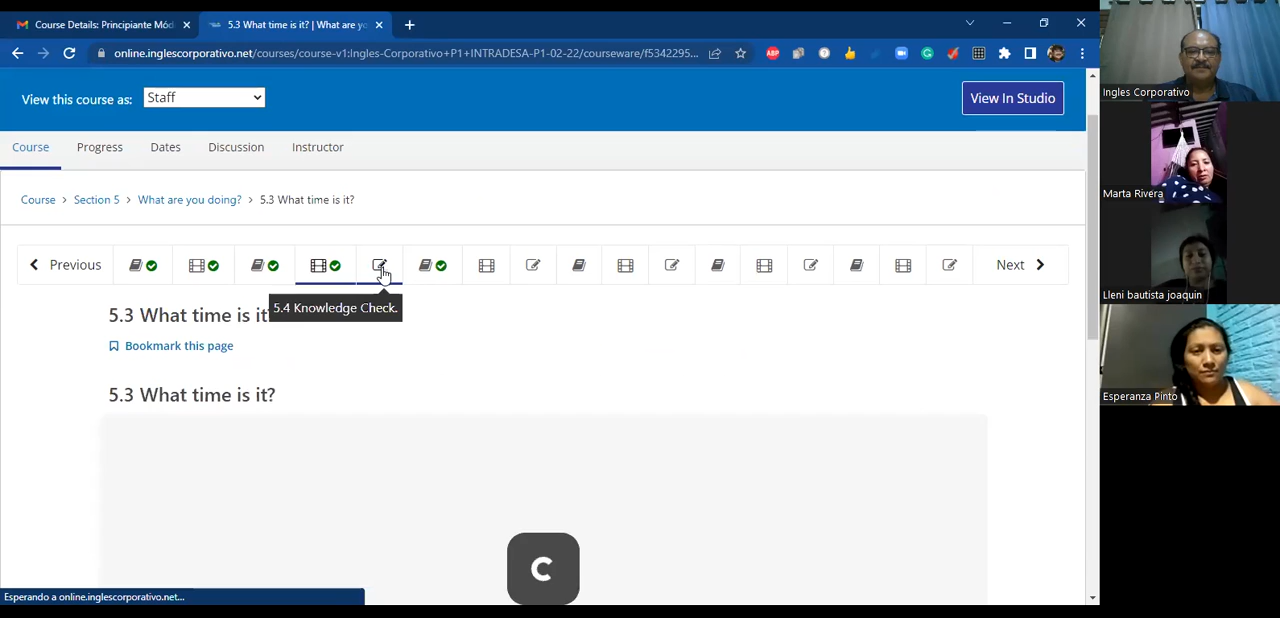 Course Details: Principiante Mód
5.3 What time is it? | What are yo
online.inglescorporativo.net/courses/course-v1:Ingles-Corporativo+P1+INTRADESA-P1-02-22/courseware/f5342295...
ABP
View this course as:
Staff
View In Studio
Course
Progress
Dates
Discussion
Instructor
Course > Section 5 > What are you doing? > 5.3 What time is it?
Previous
Next
5.3 What time is it?
5.4 Knowledge Check.
Bookmark this page
5.3 What time is it?
C
Esperando a online.inglescorporativo.net...
Ingles Corporativo
Marta Rivera
Lleni bautista joaquin
Esperanza Pinto